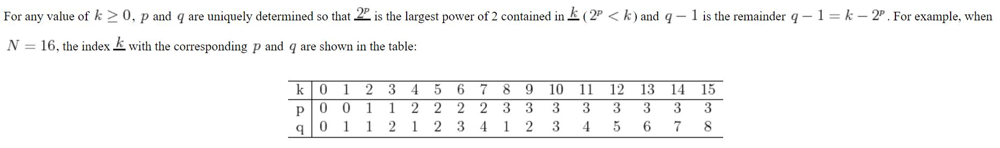 For any value of k ≥ 0, p and q are uniquely determined so that 2^p is the largest power of 2 contained in k (2^p < k) and q − 1 is the remainder q − 1 = k − 2^p. For example, when
N = 16, the index k with the corresponding p and q are shown in the table:
k 0 1 2 3 4 5 6 7 8 9 10 11 12 13 14 15
p 0 0 1 1 2 2 2 2 3 3 3 3 3 3 3 3
q 0 1 1 2 1 2 3 4 1 2 3 4 5 6 7 8